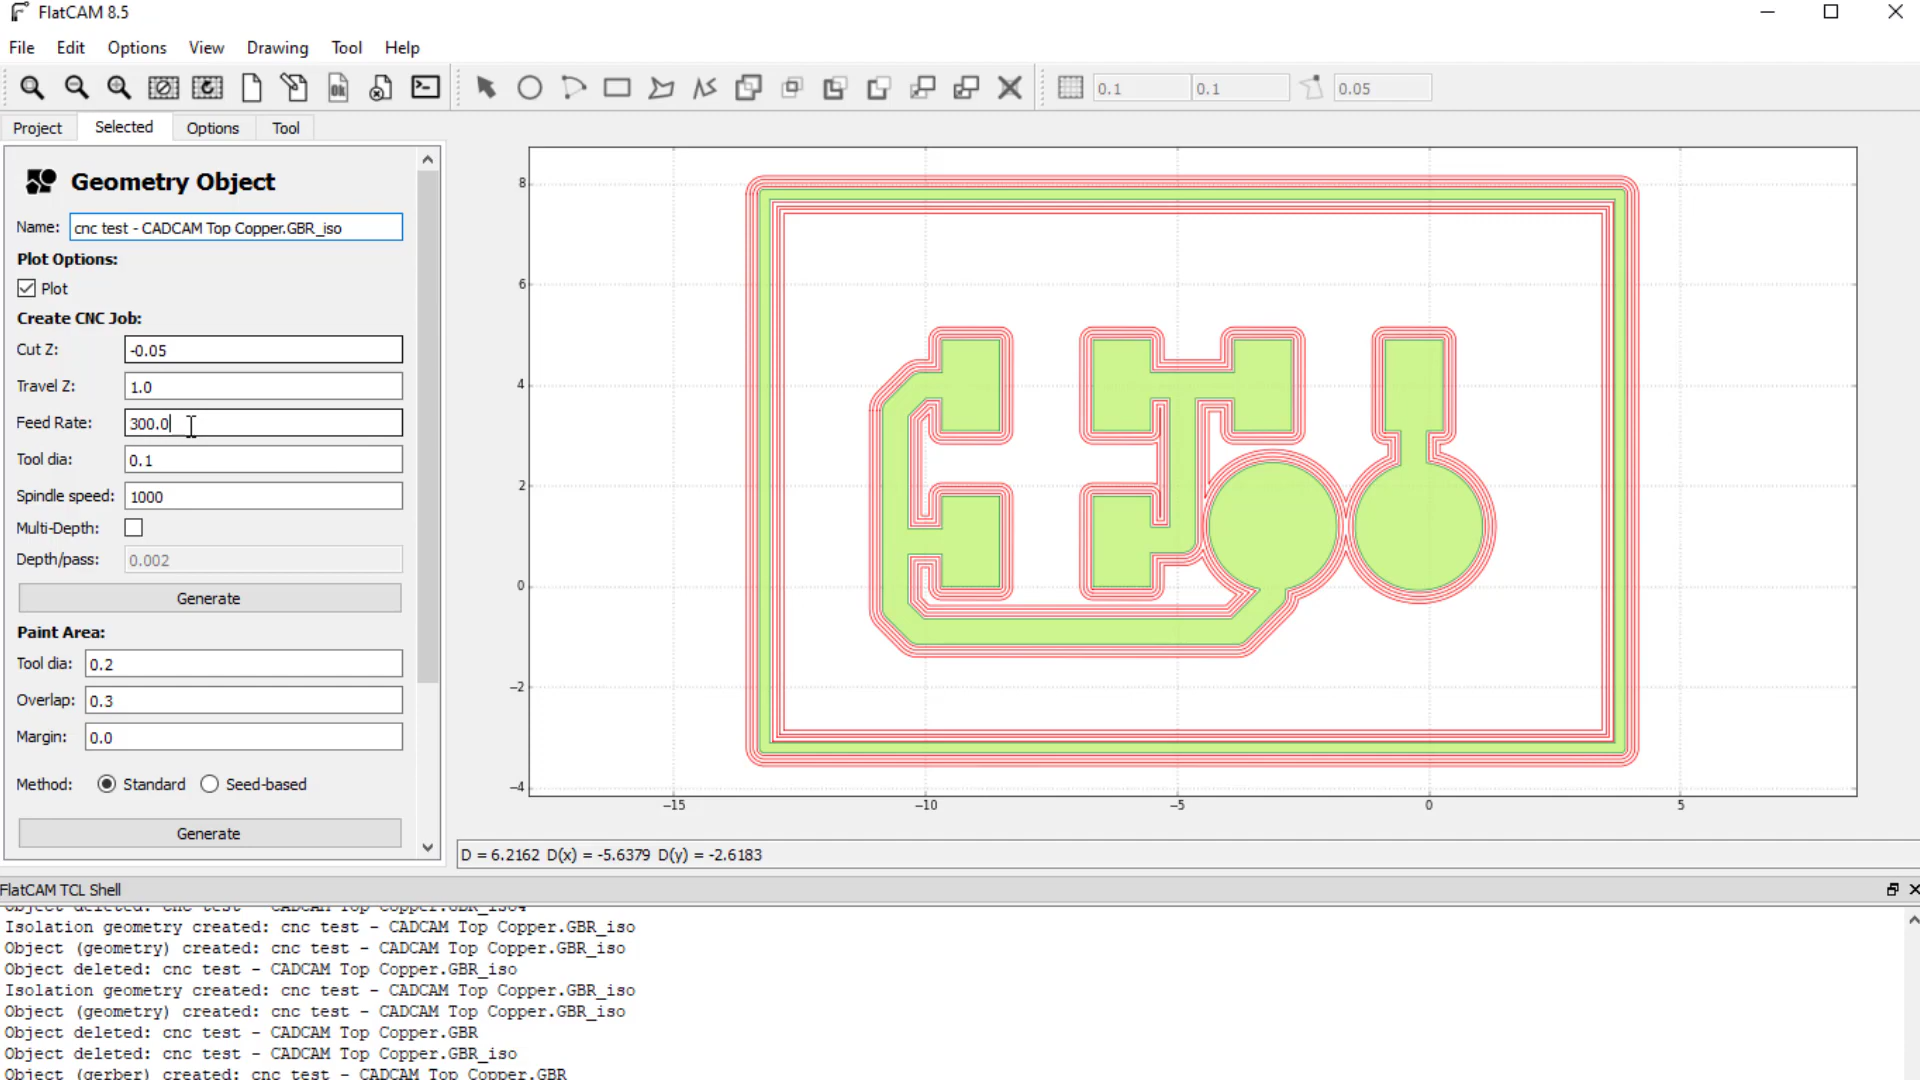 FlatCAM 8.5
File Edit Options View Drawing Tool Help
0.1 0.1 0.05
Project Selected Options Tool
Geometry Object
Name: cnc test - CADCAM Top Copper.GBR_iso
Plot Options:
Plot
Create CNC Job:
Cut Z: -0.05
Travel Z: 1.0
Feed Rate: 300.0
Tool dia: 0.1
Spindle speed: 1000
Multi-Depth:
Depth/pass: 0.002
Generate
Paint Area:
Tool dia: 0.2
Overlap: 0.3
Margin: 0.0
Method: Standard Seed-based
Generate
8
6
4
2
0
−2
−4
−15 −10 −5 0 5
D = 6.2162 D(x) = -5.6379 D(y) = -2.6183
FlatCAM TCL Shell
Object deleted: cnc test - CADCAM Top Copper.GBR_iso4
Isolation geometry created: cnc test - CADCAM Top Copper.GBR_iso
Object (geometry) created: cnc test - CADCAM Top Copper.GBR_iso
Object deleted: cnc test - CADCAM Top Copper.GBR_iso
Isolation geometry created: cnc test - CADCAM Top Copper.GBR_iso
Object (geometry) created: cnc test - CADCAM Top Copper.GBR_iso
Object deleted: cnc test - CADCAM Top Copper.GBR
Object deleted: cnc test - CADCAM Top Copper.GBR_iso
Object (gerber) created: cnc test - CADCAM Top Copper.GBR